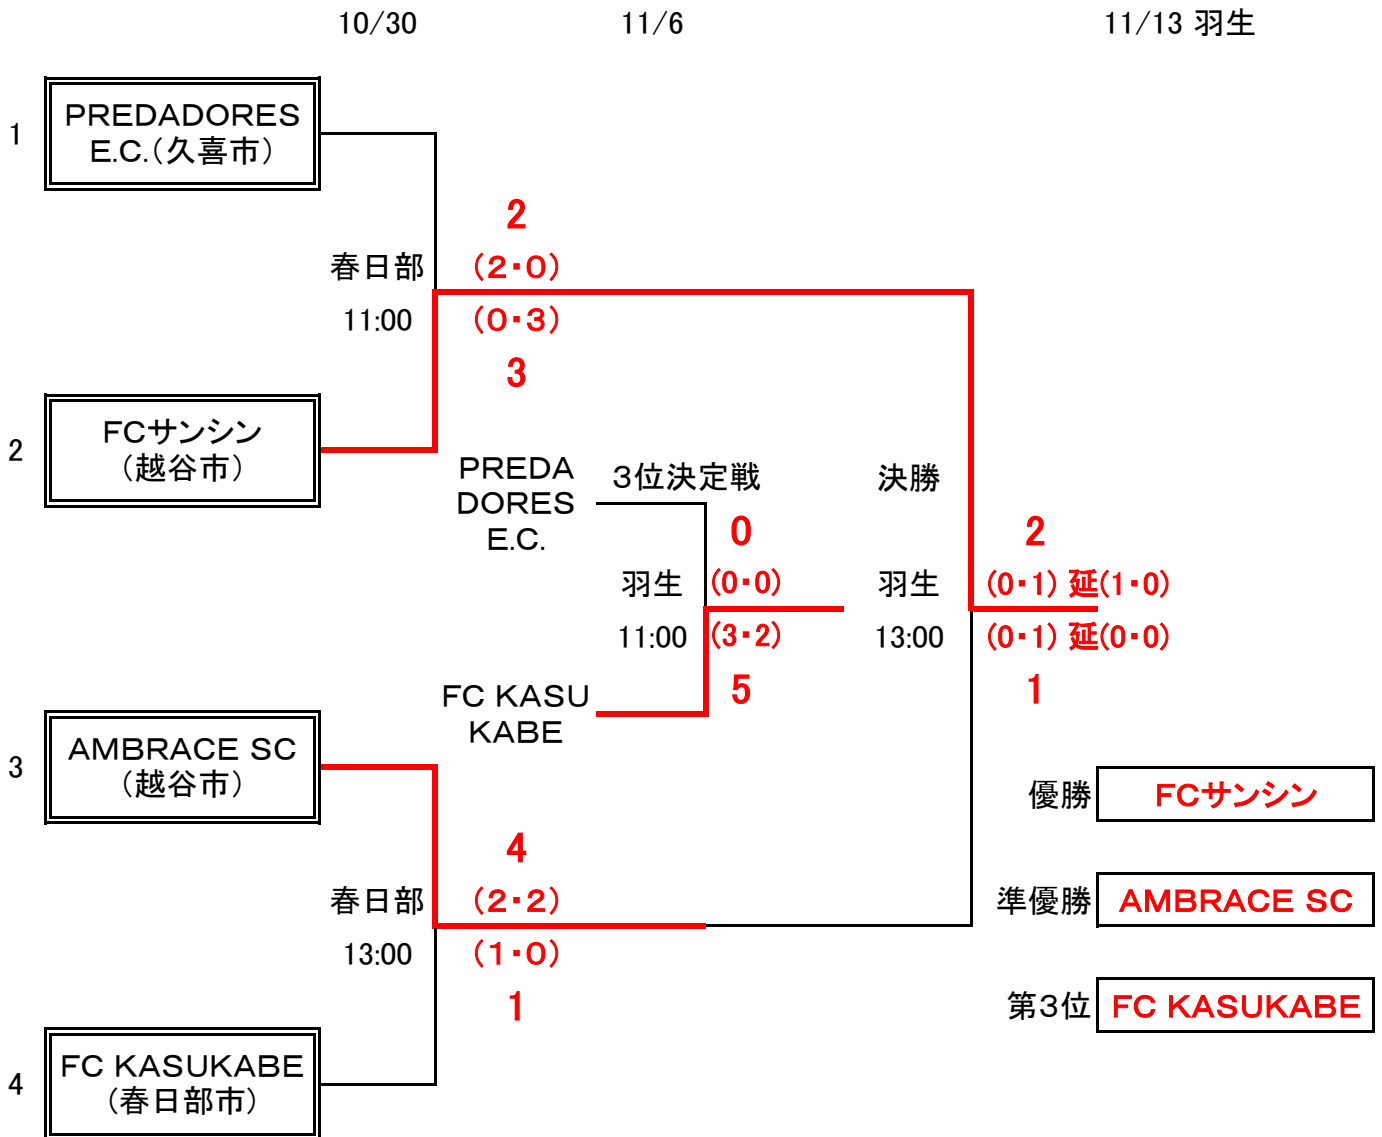 10/30
11/6
11/13 羽生
1
PREDADORES
E.C.(久喜市)
2
(2・0)
春日部
11:00
(0・3)
3
2
FCサンシン
(越谷市)
PREDA
DORES
E.C.
3位決定戦
0
羽生
(0・0)
11:00
(3・2)
5
FC KASU
KABE
決勝
2
羽生
(0・1) 延(1・0)
13:00
(0・1) 延(0・0)
1
3
AMBRACE SC
(越谷市)
4
春日部
(2・2)
13:00
(1・0)
1
4
FC KASUKABE
(春日部市)
優勝
FCサンシン
準優勝
AMBRACE SC
第3位
FC KASUKABE